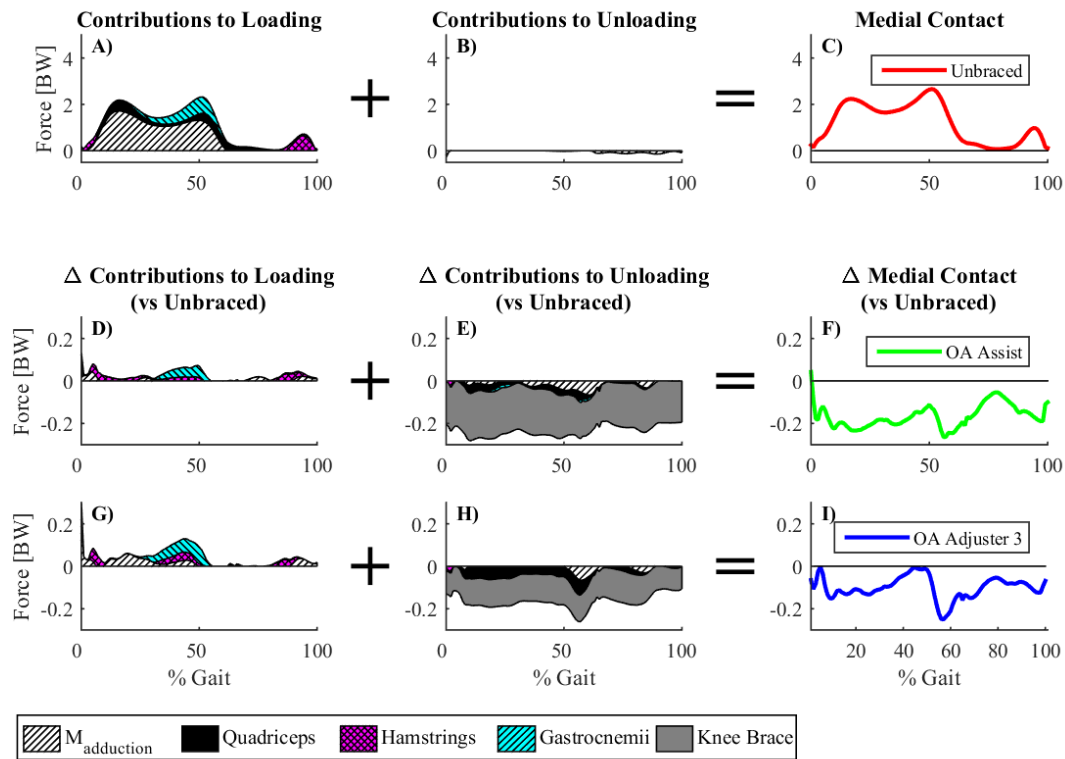 Contributions to Loading
Contributions to Unloading
Medial Contact
A)
B)
C)
Unbraced
Force [BW]
4
2
0
4
2
0
4
2
0
0 50 100
0 50 100
0 50 100
+
=
△ Contributions to Loading
(vs Unbraced)
△ Contributions to Unloading
(vs Unbraced)
△ Medial Contact
(vs Unbraced)
D)
E)
F)
OA Assist
Force [BW]
0.2
0
-0.2
0.2
0
-0.2
0.2
0
-0.2
0 50 100
0 50 100
0 50 100
+
=
G)
H)
I)
OA Adjuster 3
Force [BW]
0.2
0
-0.2
0.2
0
-0.2
0.2
0
-0.2
0 50 100
0 50 100
20 40 60 80 100
+
=
% Gait
% Gait
% Gait
M adduction
Quadriceps
Hamstrings
Gastrocnemii
Knee Brace